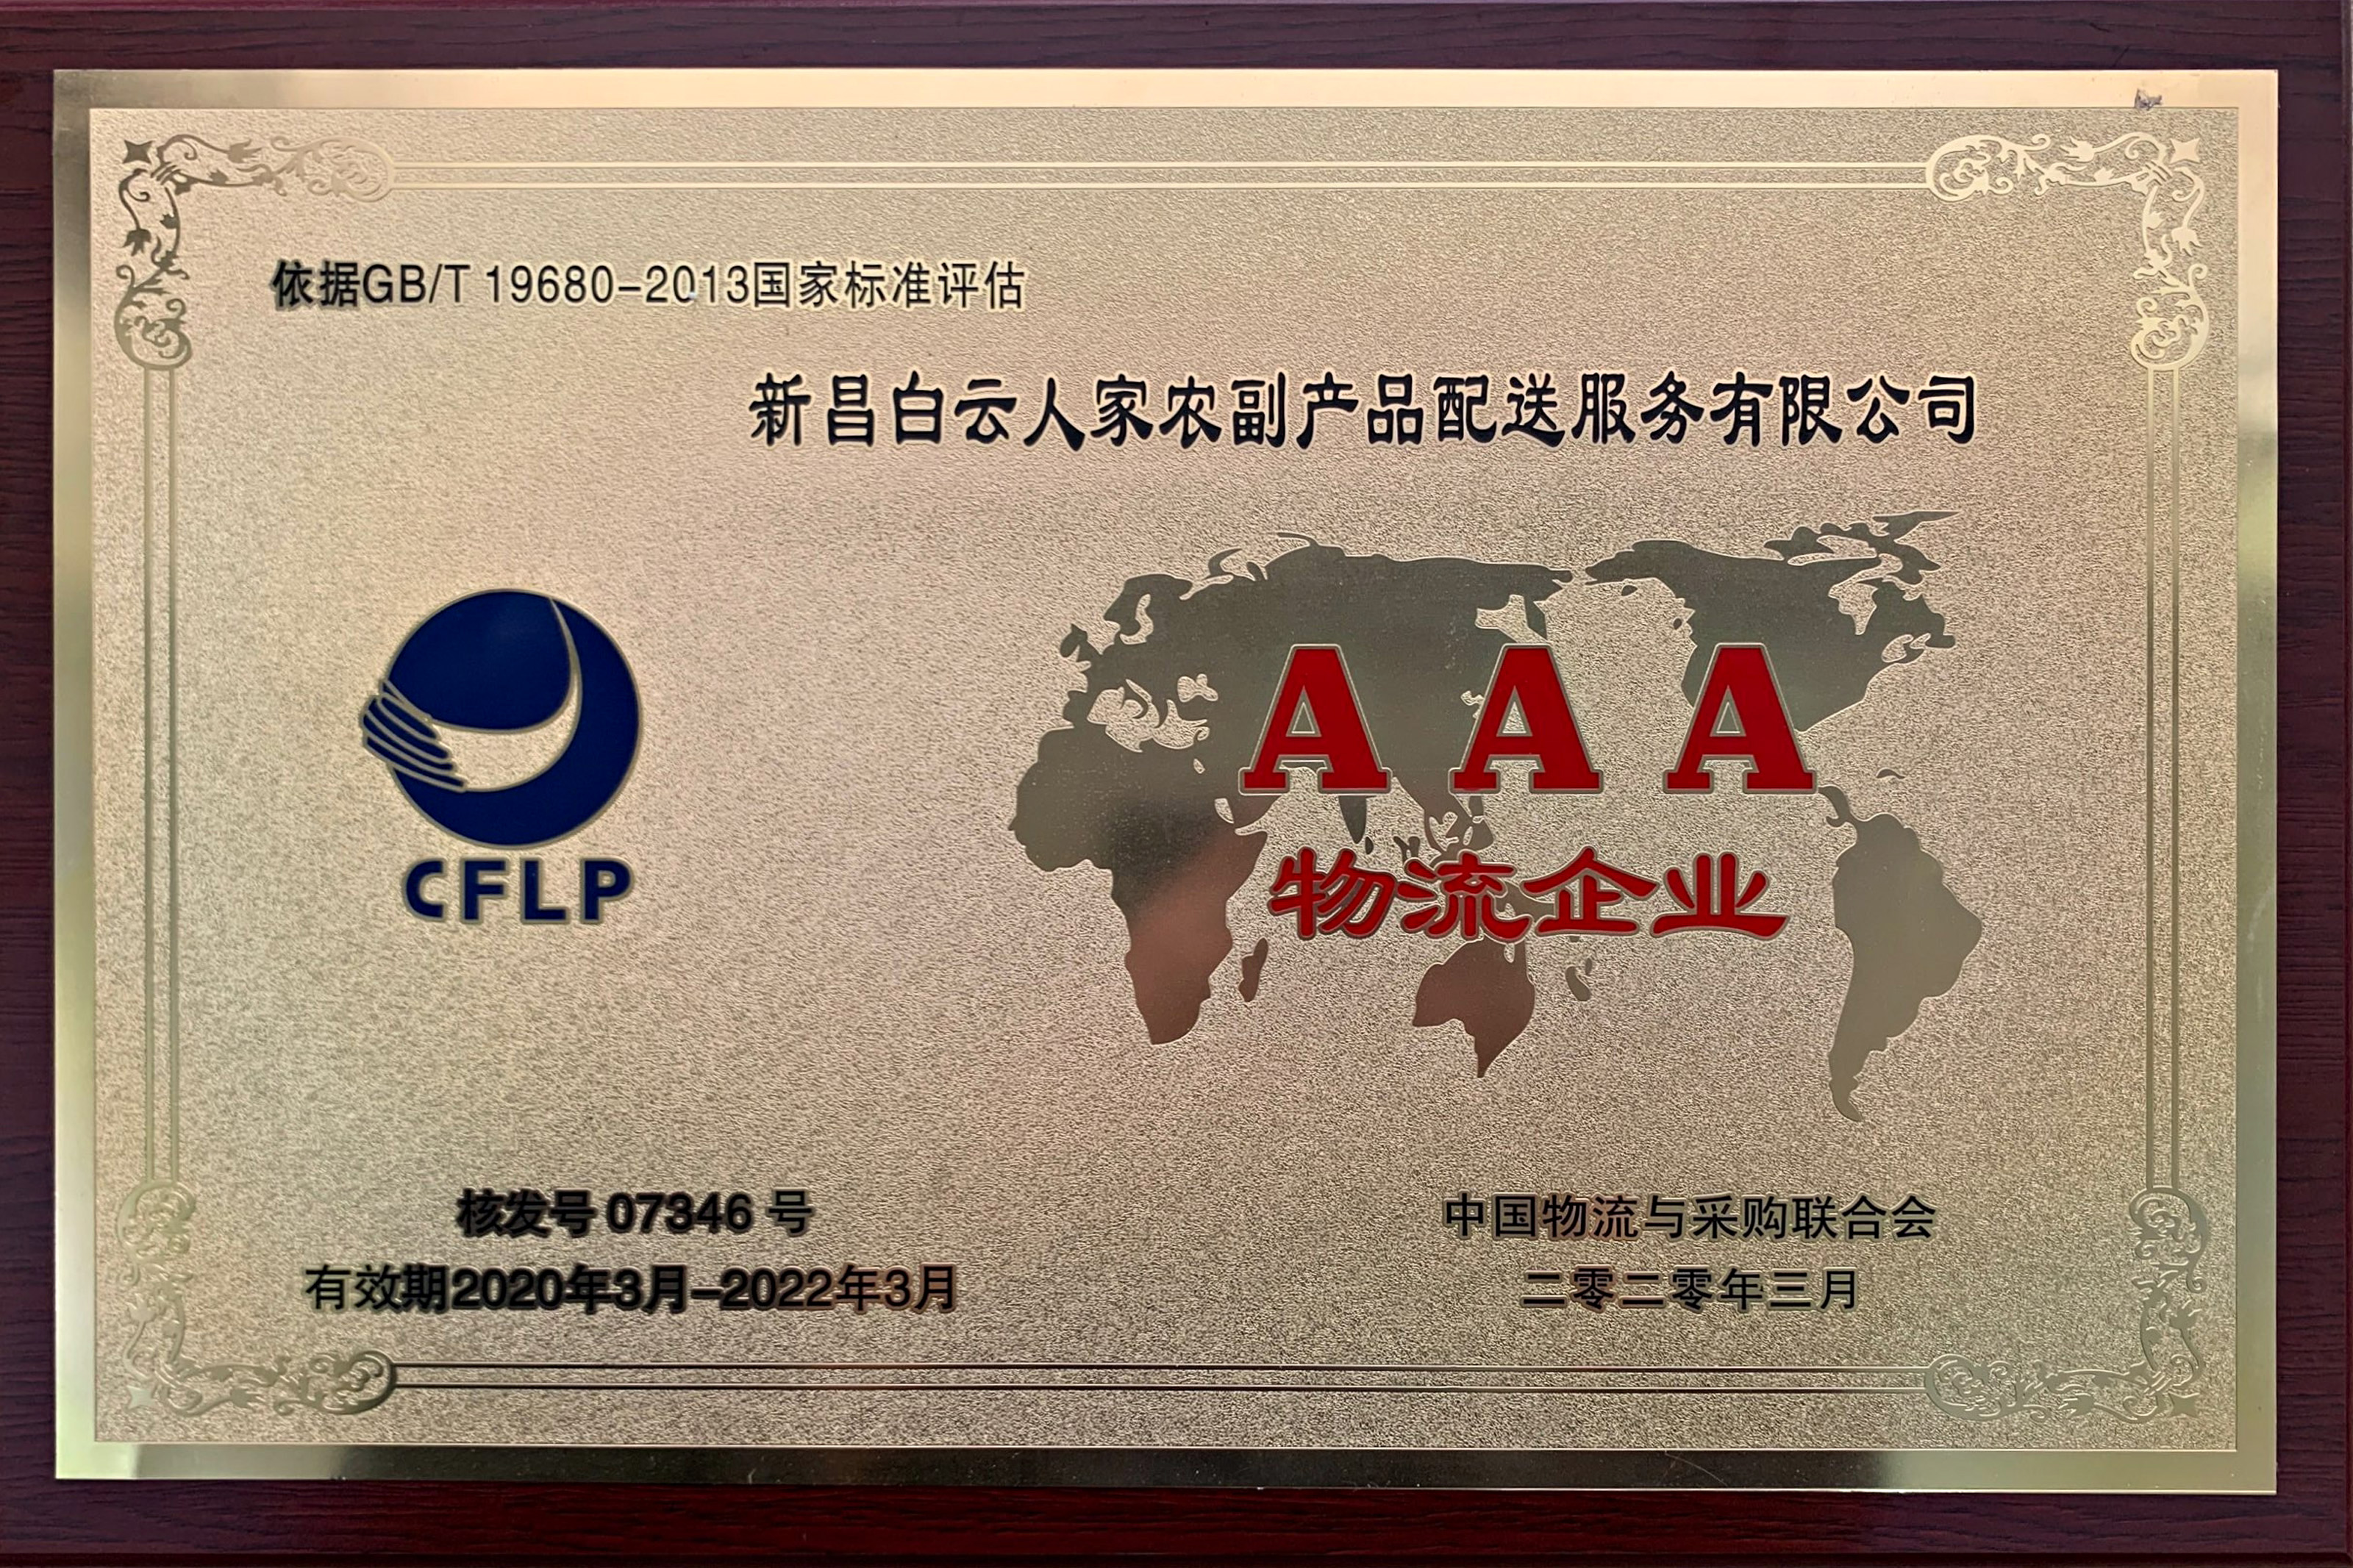 依据GB/T 19680-2013国家标准评估
新昌白云人家农副产品配送服务有限公司
A A A
物流企业
CFLP
核发号 07346 号
有效期2020年3月-2022年3月
中国物流与采购联合会
二零二零年三月